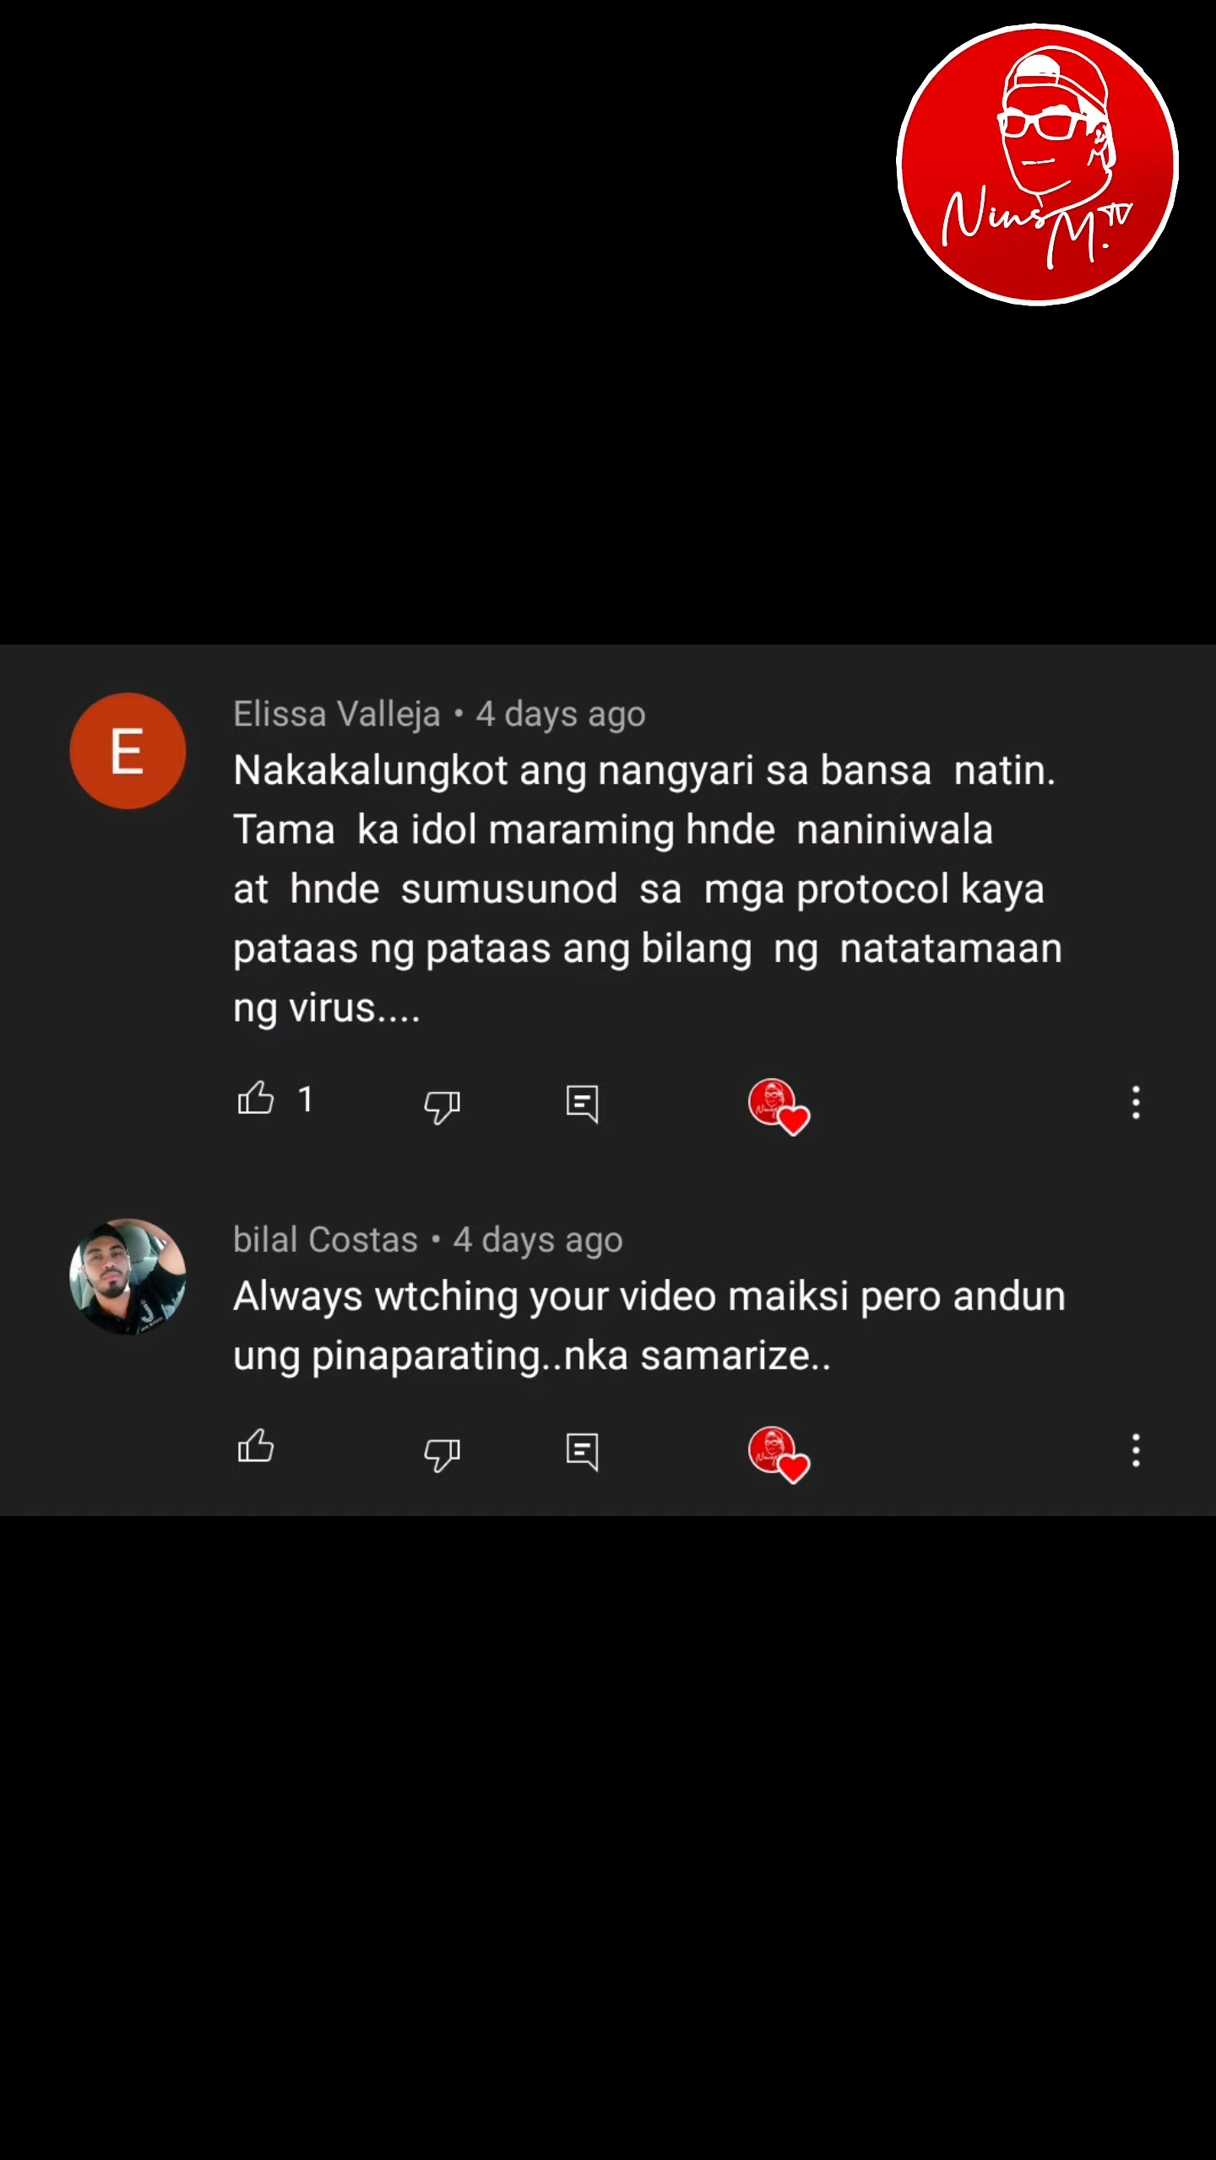 Nins
M. TV
Elissa Valleja • 4 days ago
Nakakalungkot ang nangyari sa bansa natin.
Tama ka idol maraming hnde naniniwala
at hnde sumusunod sa mga protocol kaya
pataas ng pataas ang bilang ng natatamaan
ng virus....
1
bilal Costas • 4 days ago
Always wtching your video maiksi pero andun
ung pinaparating..nka samarize..